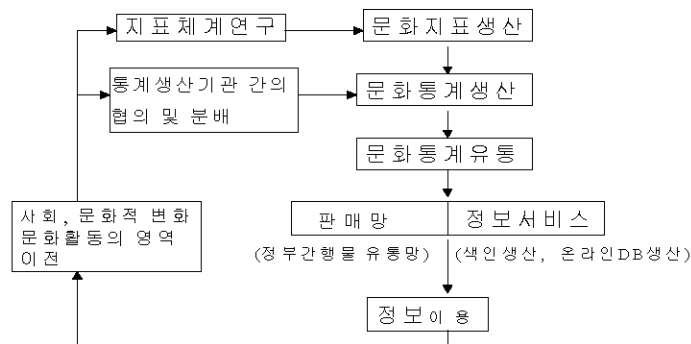 지표체계연구
문화지표생산
통계생산기관 간의
협의 및 분배
문화통계생산
문화통계유통
사회, 문화적 변화
문화활동의 영역
이전
판매망
정보서비스
(정부간행물 유통망)
(색인생산, 온라인DB생산)
정보이용